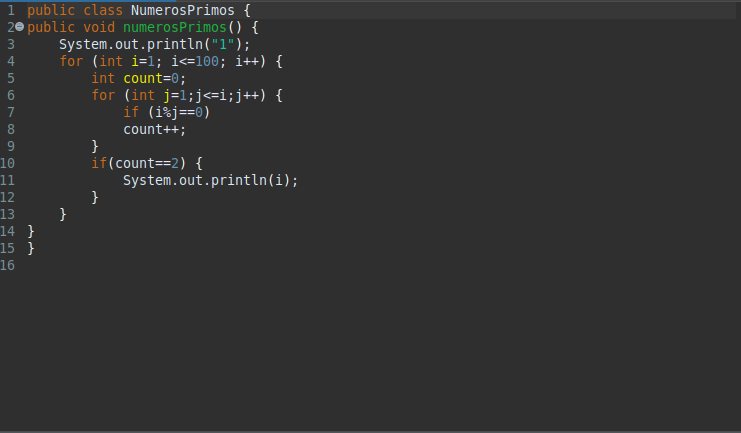 1 public class NumerosPrimos {
2 public void numerosPrimos() {
3     System.out.println("1");
4     for (int i=1; i<=100; i++) {
5         int count=0;
6         for (int j=1;j<=i;j++) {
7             if (i%j==0)
8             count++;
9         }
10         if(count==2) {
11             System.out.println(i);
12         }
13     }
14 }
15 }
16